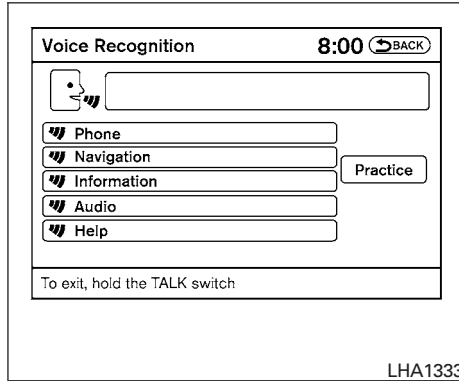 Voice Recognition 8:00 BACK
Phone
Navigation
Information
Practice
Audio
Help
To exit, hold the TALK switch
LHA1333